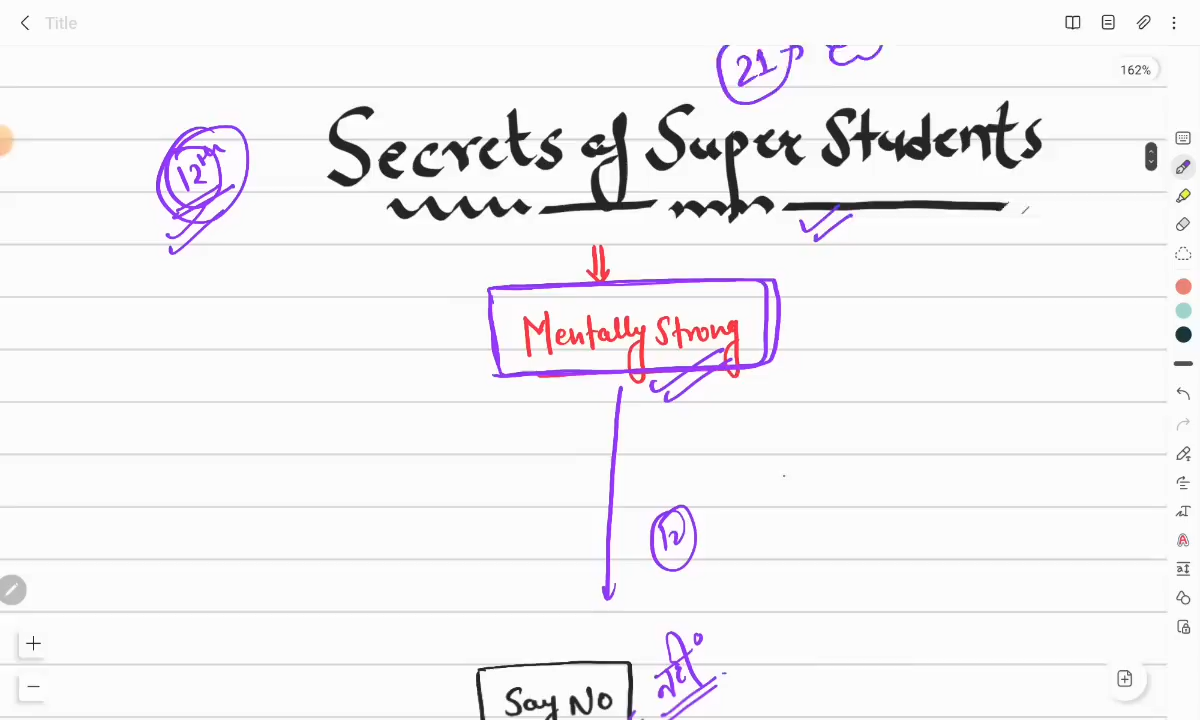 Title
162%
21
12th
Secrets of Super Students
Mentally Strong
12
नहीं
Say No